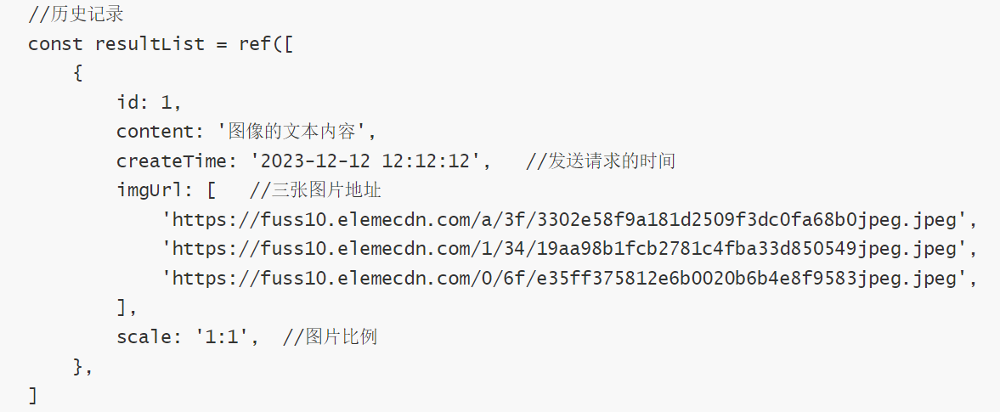 //历史记录
const resultList = ref([
{
id: 1,
content: '图像的文本内容',
createTime: '2023-12-12 12:12:12',   //发送请求的时间
imgUrl: [   //三张图片地址
'https://fuss10.elemecdn.com/a/3f/3302e58f9a181d2509f3dc0fa68b0jpeg.jpeg',
'https://fuss10.elemecdn.com/1/34/19aa98b1fcb2781c4fba33d850549jpeg.jpeg',
'https://fuss10.elemecdn.com/0/6f/e35ff375812e6b0020b6b4e8f9583jpeg.jpeg',
],
scale: '1:1',  //图片比例
},
]